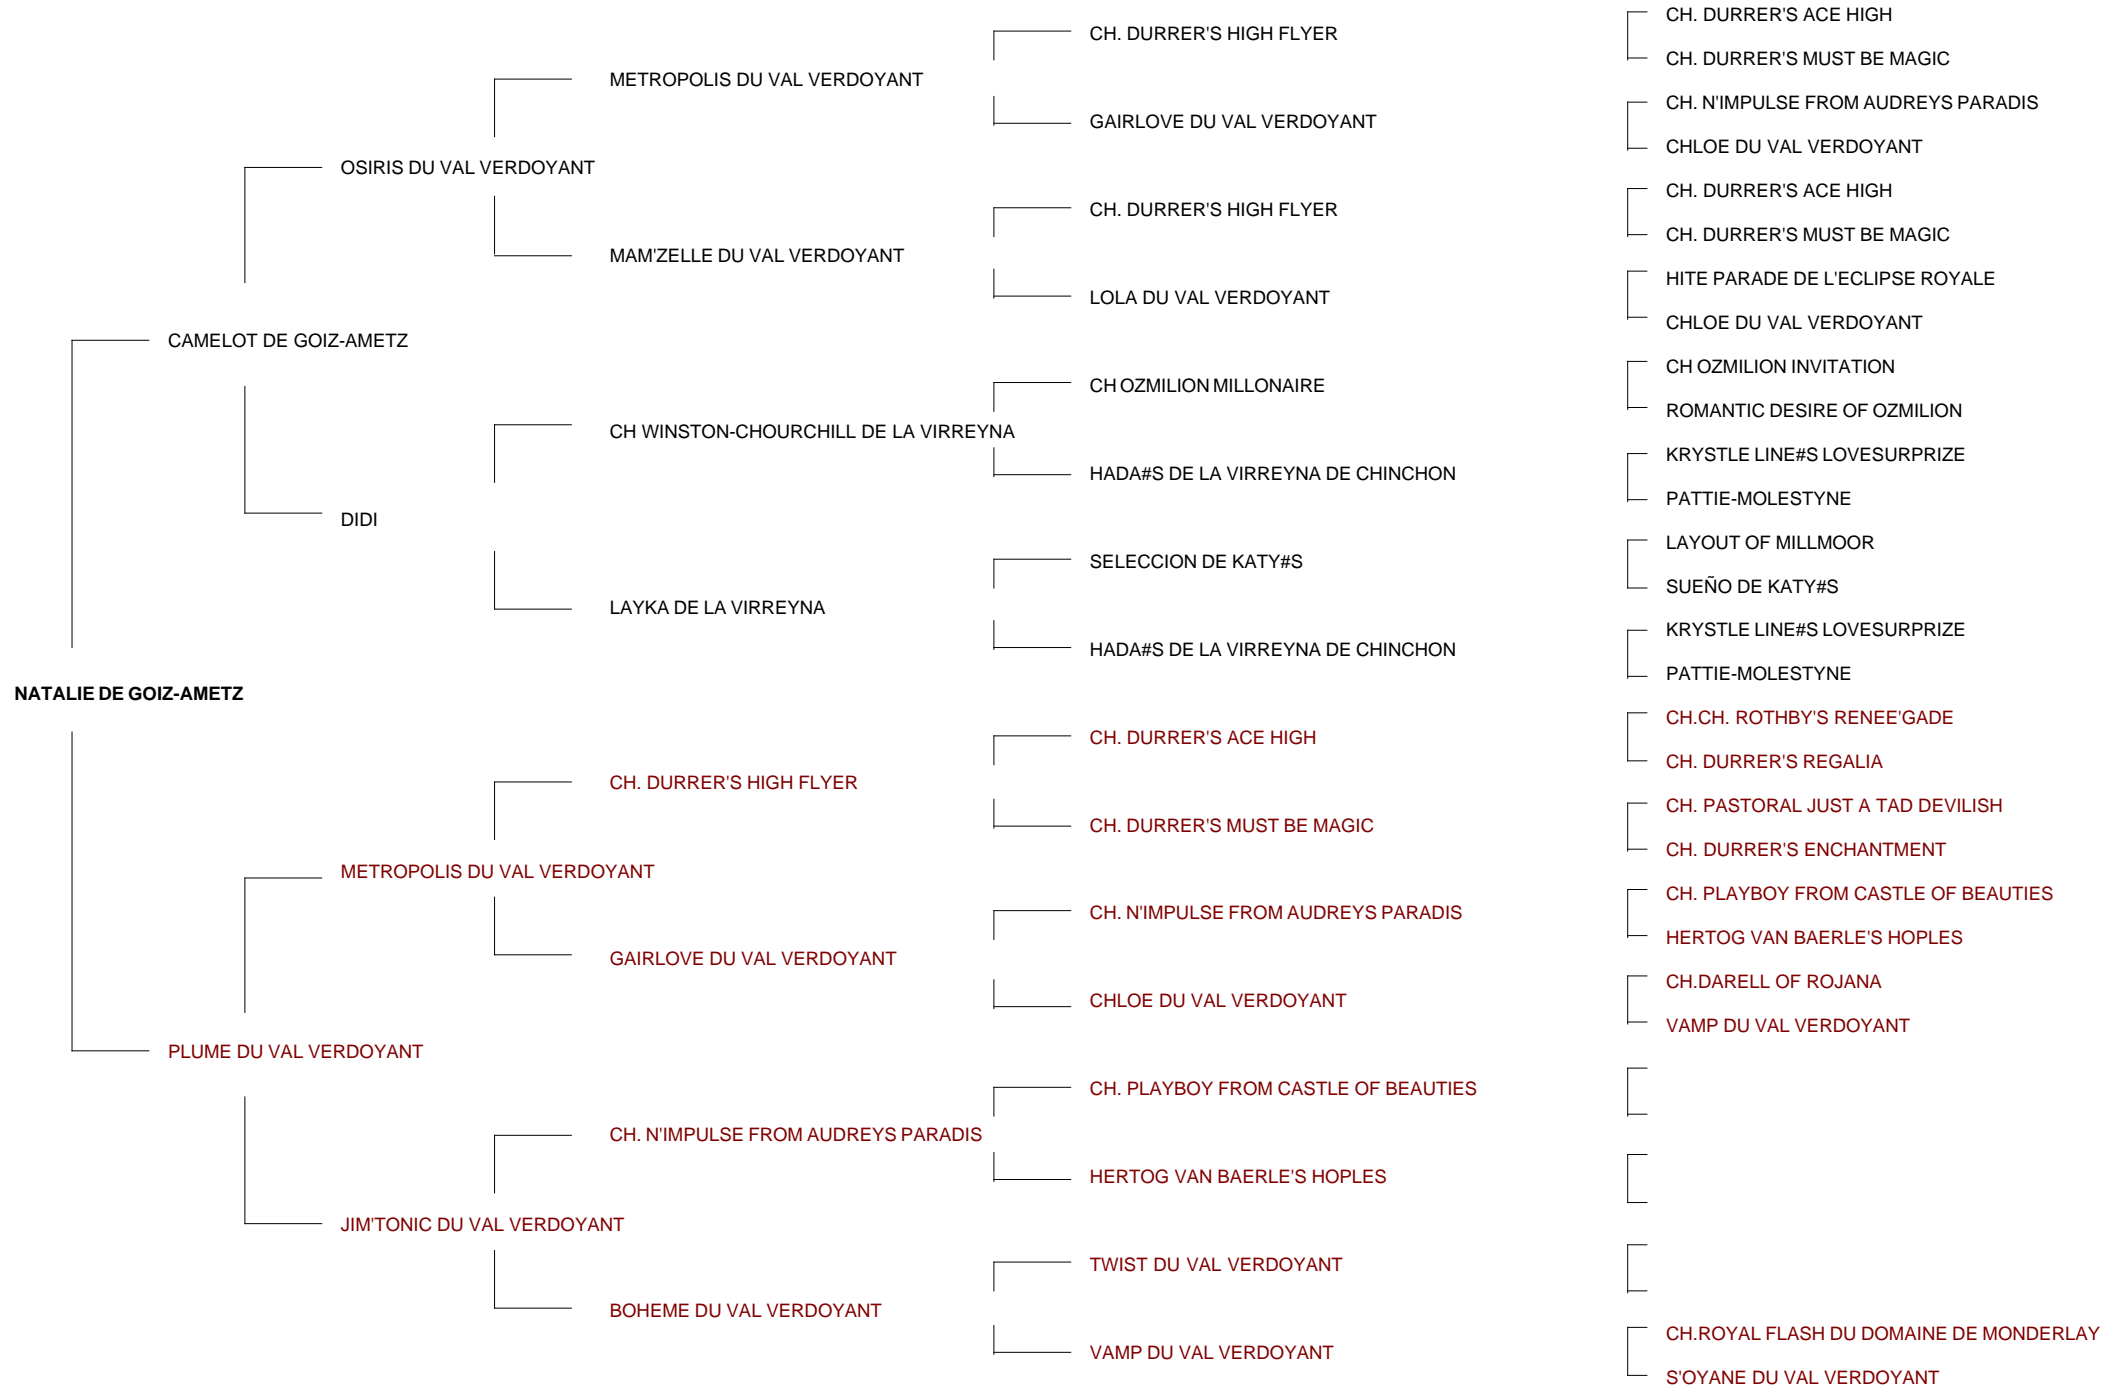 CH. DURRER'S ACE HIGH
CH. DURRER'S HIGH FLYER
CH. DURRER'S MUST BE MAGIC
METROPOLIS DU VAL VERDOYANT
CH. N'IMPULSE FROM AUDREYS PARADIS
GAIRLOVE DU VAL VERDOYANT
CHLOE DU VAL VERDOYANT
OSIRIS DU VAL VERDOYANT
CH. DURRER'S ACE HIGH
CH. DURRER'S HIGH FLYER
CH. DURRER'S MUST BE MAGIC
MAM'ZELLE DU VAL VERDOYANT
HITE PARADE DE L'ECLIPSE ROYALE
LOLA DU VAL VERDOYANT
CHLOE DU VAL VERDOYANT
CAMELOT DE GOIZ-AMETZ
CH OZMILION INVITATION
CH OZMILION MILLONAIRE
ROMANTIC DESIRE OF OZMILION
CH WINSTON-CHOURCHILL DE LA VIRREYNA
KRYSTLE LINE#S LOVESURPRIZE
HADA#S DE LA VIRREYNA DE CHINCHON
PATTIE-MOLESTYNE
DIDI
LAYOUT OF MILLMOOR
SELECCION DE KATY#S
SUEÑO DE KATY#S
LAYKA DE LA VIRREYNA
KRYSTLE LINE#S LOVESURPRIZE
HADA#S DE LA VIRREYNA DE CHINCHON
PATTIE-MOLESTYNE
NATALIE DE GOIZ-AMETZ
CH.CH. ROTHBY'S RENEE'GADE
CH. DURRER'S ACE HIGH
CH. DURRER'S REGALIA
CH. DURRER'S HIGH FLYER
CH. PASTORAL JUST A TAD DEVILISH
CH. DURRER'S MUST BE MAGIC
CH. DURRER'S ENCHANTMENT
METROPOLIS DU VAL VERDOYANT
CH. PLAYBOY FROM CASTLE OF BEAUTIES
CH. N'IMPULSE FROM AUDREYS PARADIS
HERTOG VAN BAERLE'S HOPLES
GAIRLOVE DU VAL VERDOYANT
CH.DARELL OF ROJANA
CHLOE DU VAL VERDOYANT
VAMP DU VAL VERDOYANT
PLUME DU VAL VERDOYANT
CH. PLAYBOY FROM CASTLE OF BEAUTIES
CH. N'IMPULSE FROM AUDREYS PARADIS
HERTOG VAN BAERLE'S HOPLES
JIM'TONIC DU VAL VERDOYANT
TWIST DU VAL VERDOYANT
BOHEME DU VAL VERDOYANT
CH.ROYAL FLASH DU DOMAINE DE MONDERLAY
VAMP DU VAL VERDOYANT
S'OYANE DU VAL VERDOYANT